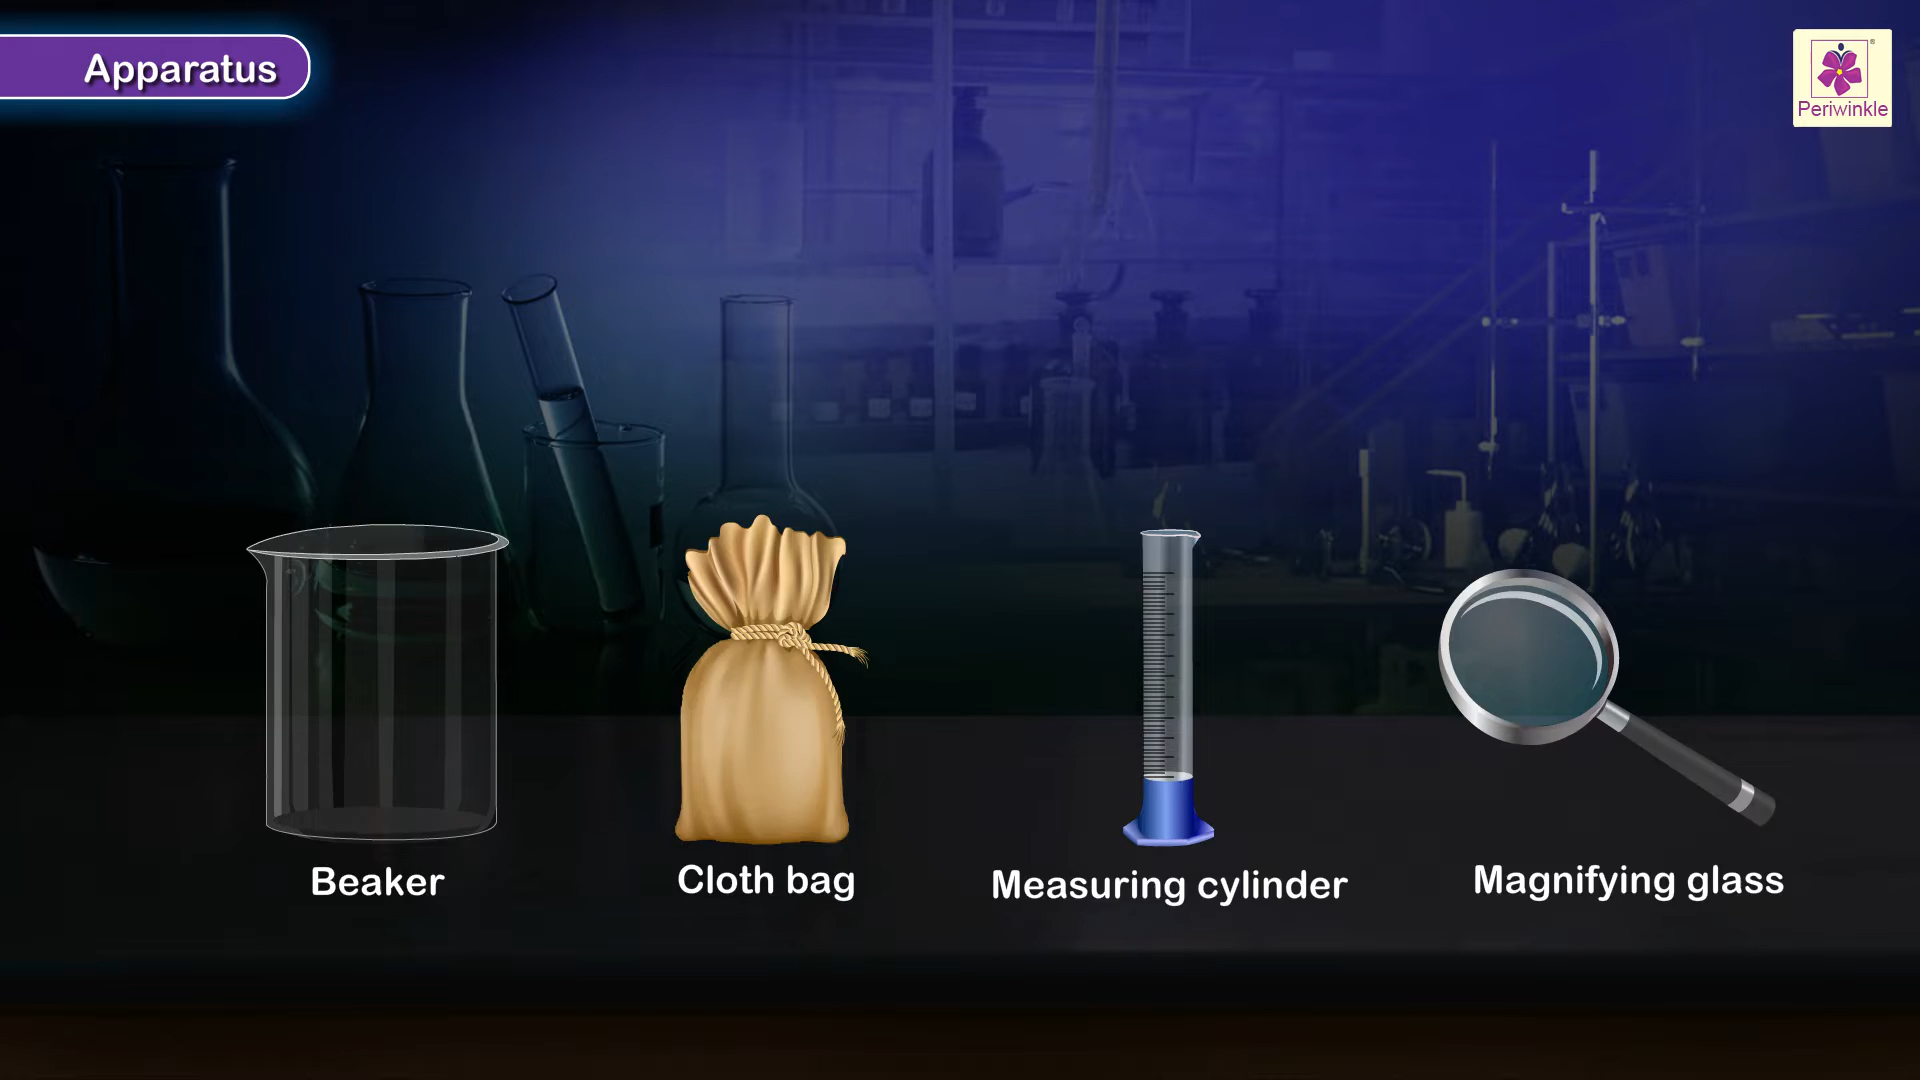 Apparatus
Periwinkle
Beaker
Cloth bag
Measuring cylinder
Magnifying glass